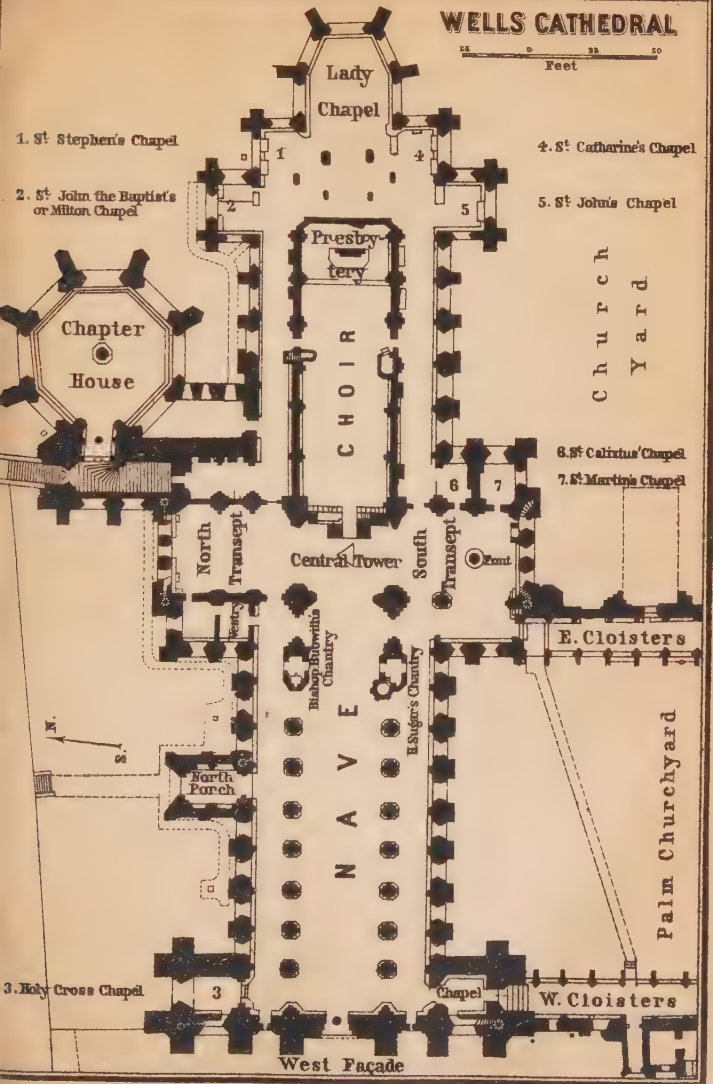 WELLS CATHEDRAL
25 0 25 50
Feet
Lady
Chapel
1. St. Stephen's Chapel
2. St. John the Baptist's
or Milton Chapel
4. St. Catharine's Chapel
5. St. John's Chapel
1
4
2
5
Presby-
tery
Church
Yard
Chapter
House
CHOIR
6. St. Calixtus' Chapel
7. St. Martin's Chapel
6
7
North
Transept
Central Tower
South
Transept
Font
Vestry
E. Cloisters
Bishop Bubwith's
Chantry
H. Sugar's Chantry
N.
S.
North
Porch
NAVE
Palm Churchyard
3. Holy Cross Chapel
3
Chapel
W. Cloisters
West Façade